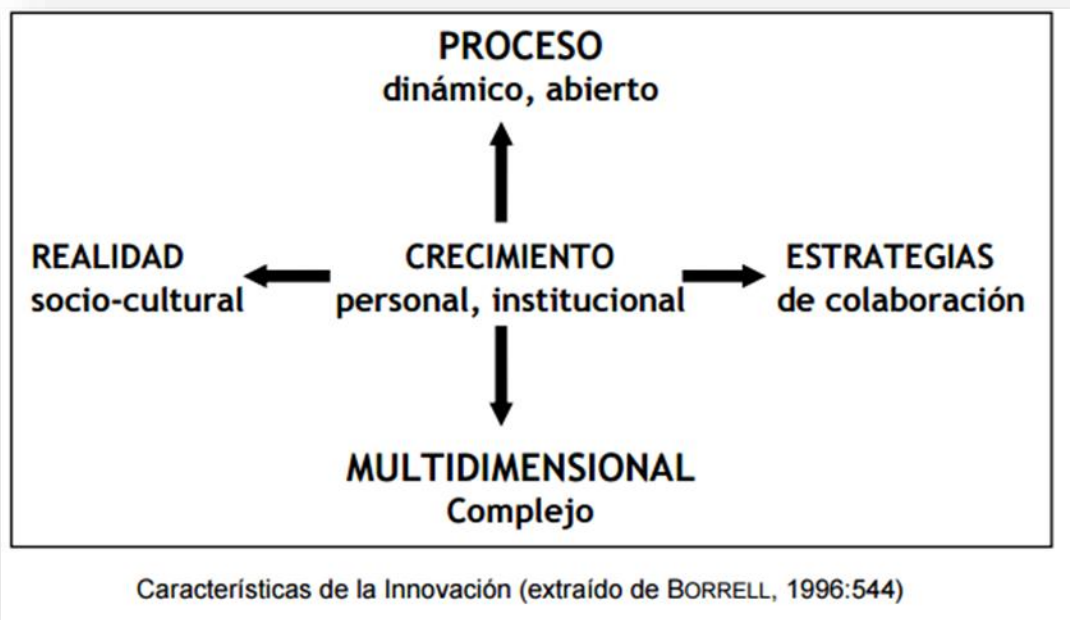 PROCESO
dinámico, abierto
REALIDAD
socio-cultural
CRECIMIENTO
personal, institucional
ESTRATEGIAS
de colaboración
MULTIDIMENSIONAL
Complejo
Características de la Innovación (extraído de BORRELL, 1996:544)